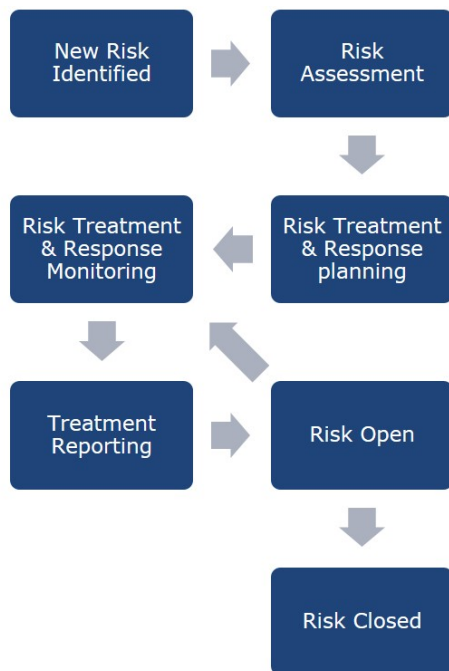 New Risk
Identified
Risk
Assessment
Risk Treatment
& Response
Monitoring
Risk Treatment
& Response
planning
Treatment
Reporting
Risk Open
Risk Closed